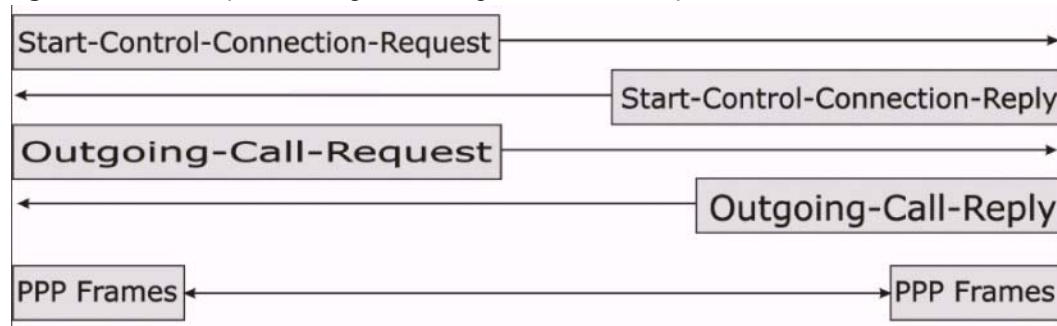 Start-Control-Connection-Request
Start-Control-Connection-Reply
Outgoing-Call-Request
Outgoing-Call-Reply
PPP Frames
PPP Frames